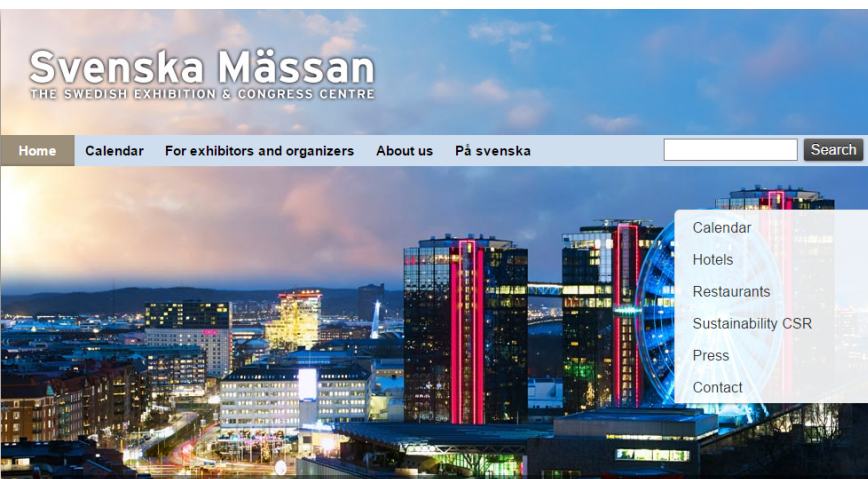 Svenska Mässan
THE SWEDISH EXHIBITION & CONGRESS CENTRE
Home Calendar For exhibitors and organizers About us På svenska Search
Calendar
Hotels
Restaurants
Sustainability CSR
Press
Contact